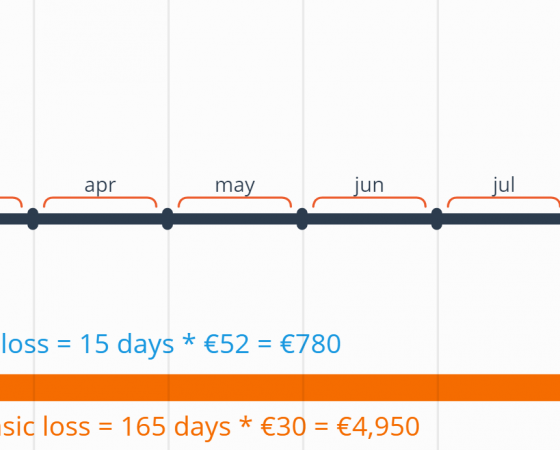 apr may jun jul
loss = 15 days * €52 = €780
sic loss = 165 days * €30 = €4,950